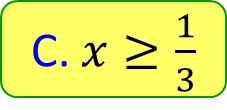 C. x ≥ 1/3